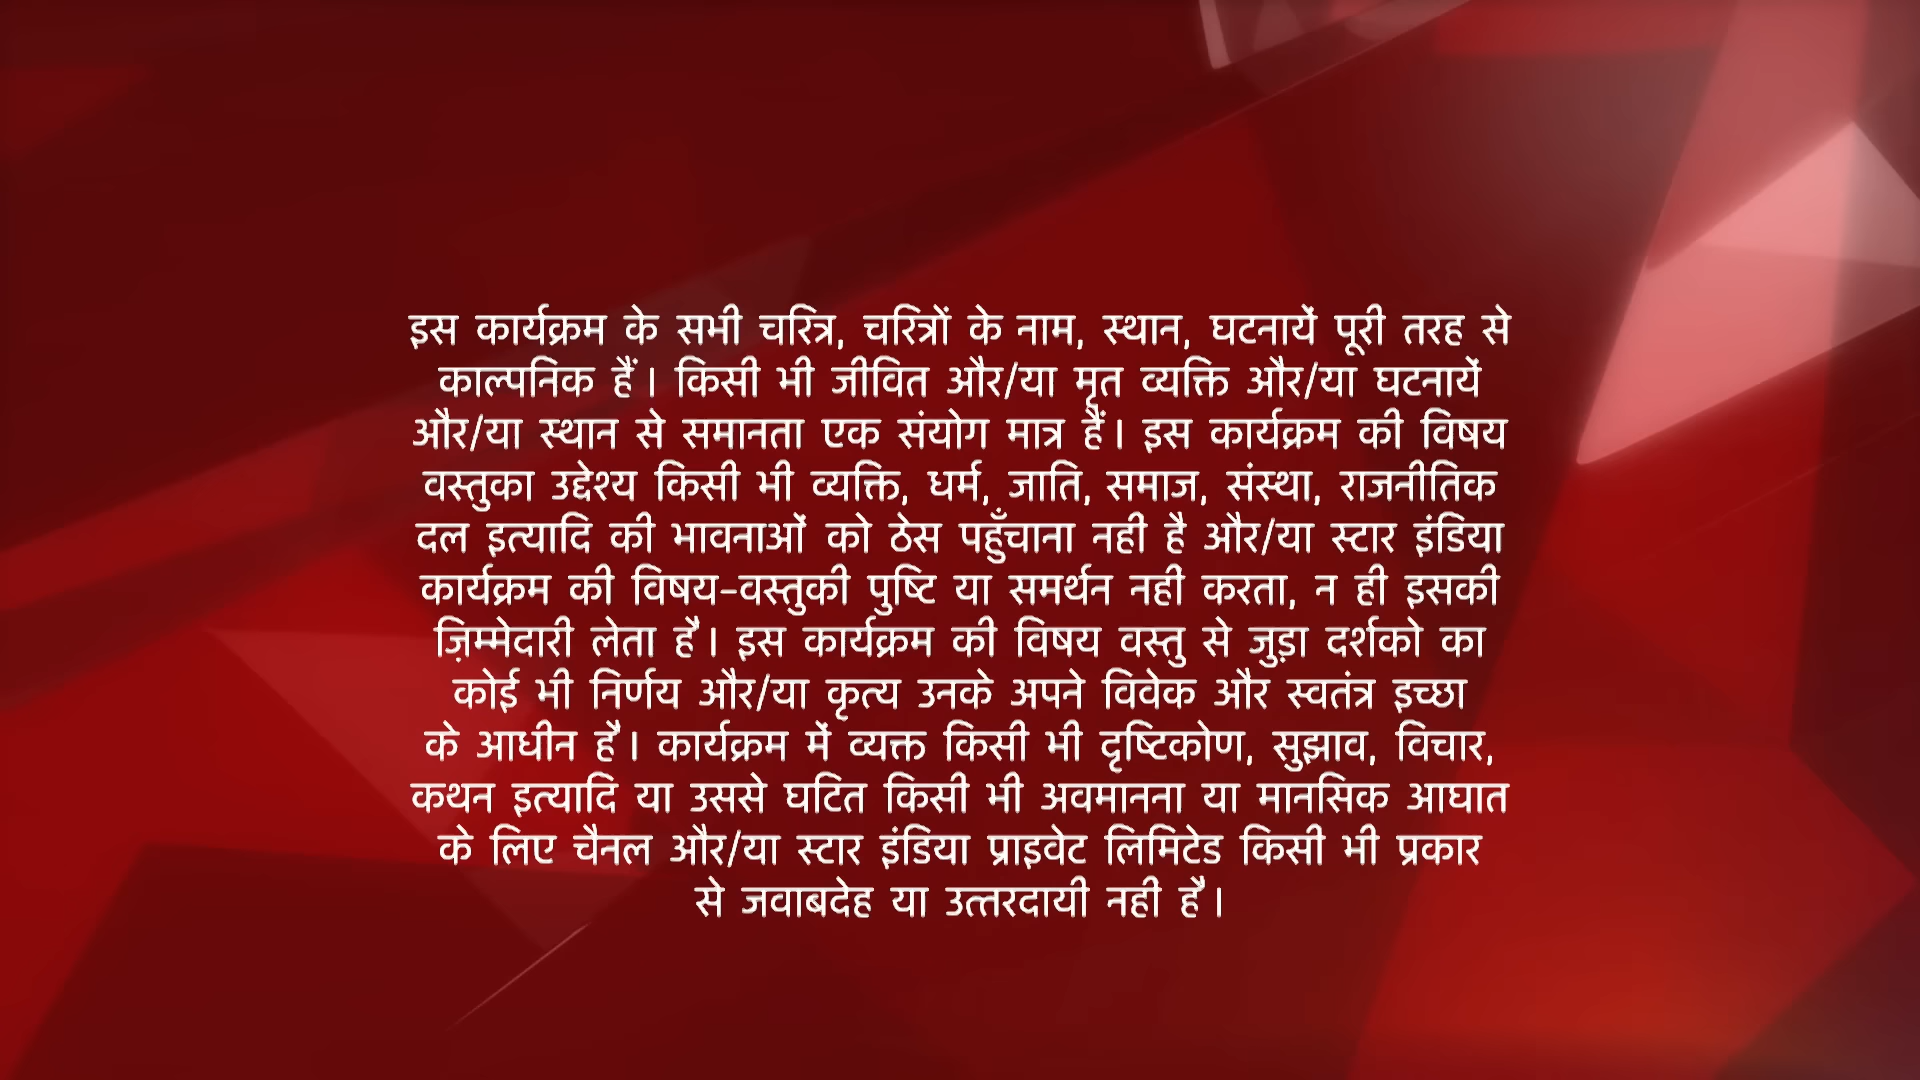 इस कार्यक्रम के सभी चरित्र, चरित्रों के नाम, स्थान, घटनायें पूरी तरह से
काल्पनिक हैं। किसी भी जीवित और/या मृत व्यक्ति और/या घटनायें
और/या स्थान से समानता एक संयोग मात्र हैं। इस कार्यक्रम की विषय
वस्तुका उद्देश्य किसी भी व्यक्ति, धर्म, जाति, समाज, संस्था, राजनीतिक
दल इत्यादि की भावनाओं को ठेस पहुँचाना नही है और/या स्टार इंडिया
कार्यक्रम की विषय-वस्तुकी पुष्टि या समर्थन नहीं करता, न ही इसकी
ज़िम्मेदारी लेता है। इस कार्यक्रम की विषय वस्तु से जुड़ा दर्शको का
कोई भी निर्णय और/या कृत्य उनके अपने विवेक और स्वतंत्र इच्छा
के आधीन है। कार्यक्रम में व्यक्त किसी भी दृष्टिकोण, सुझाव, विचार,
कथन इत्यादि या उससे घटित किसी भी अवमानना या मानसिक आघात
के लिए चैनल और/या स्टार इंडिया प्राइवेट लिमिटेड किसी भी प्रकार
से जवाबदेह या उत्तरदायी नही है।